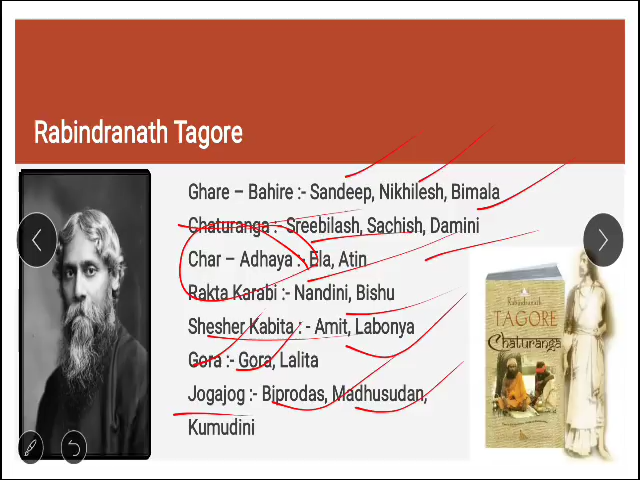 Rabindranath Tagore
Ghare – Bahire :- Sandeep, Nikhilesh, Bimala
Chaturanga :- Sreebilash, Sachish, Damini
Char – Adhaya :- Ela, Atin
Rakta Karabi :- Nandini, Bishu
Shesher Kabita : - Amit, Labonya
Gora :- Gora, Lalita
Jogajog :- Biprodas, Madhusudan,
Kumudini
Rabindranath
TAGORE
Chaturanga